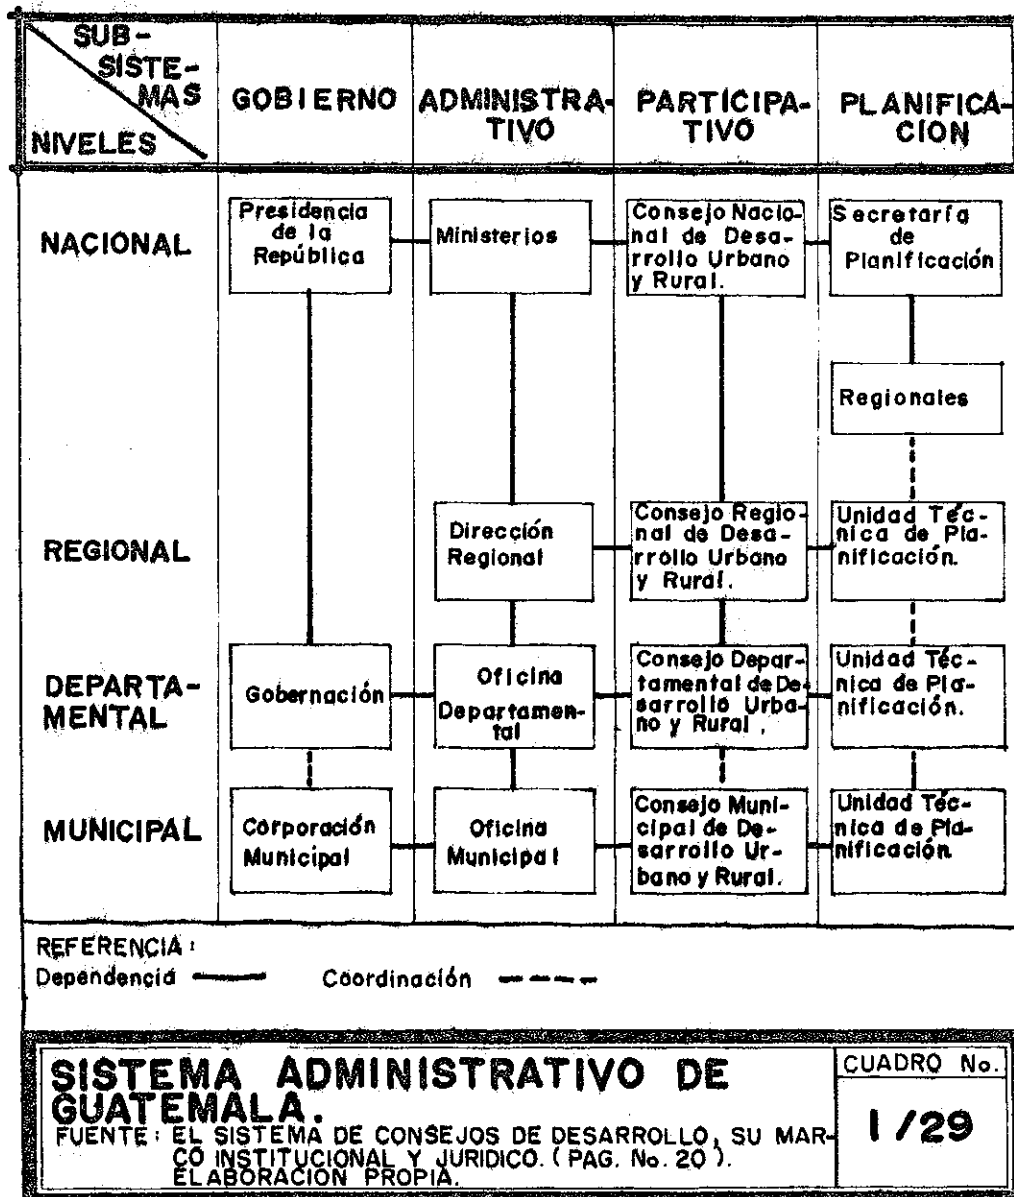 SUB-
SISTE-
MAS
NIVELES
GOBIERNO
ADMINISTRA-
TIVO
PARTICIPA-
TIVO
PLANIFICA-
CION
NACIONAL
Presidencia
de la
República
Ministerios
Consejo Nacio-
nal de Desa-
rrollo Urbano
y Rural.
Secretaría
de
Planificación
Regionales
REGIONAL
Dirección
Regional
Consejo Regio-
nal de Desa-
rrollo Urbano
y Rural.
Unidad Téc-
nica de Pla-
nificación.
DEPARTA-
MENTAL
Gobernación
Oficina
Departamen-
tal
Consejo Depar-
tamental de De-
sarrollo Urba-
no y Rural.
Unidad Téc-
nica de Pla-
nificación.
MUNICIPAL
Corporación
Municipal
Oficina
Municipal
Consejo Muni-
cipal de De-
sarrollo Ur-
bano y Rural.
Unidad Téc-
nica de Pla-
nificación
REFERENCIA:
Dependencia
Coordinación
SISTEMA ADMINISTRATIVO DE
GUATEMALA.
FUENTE: EL SISTEMA DE CONSEJOS DE DESARROLLO, SU MAR-
CO INSTITUCIONAL Y JURIDICO. (PAG. No. 20).
ELABORACIÓN PROPIA.
CUADRO No.
1/29